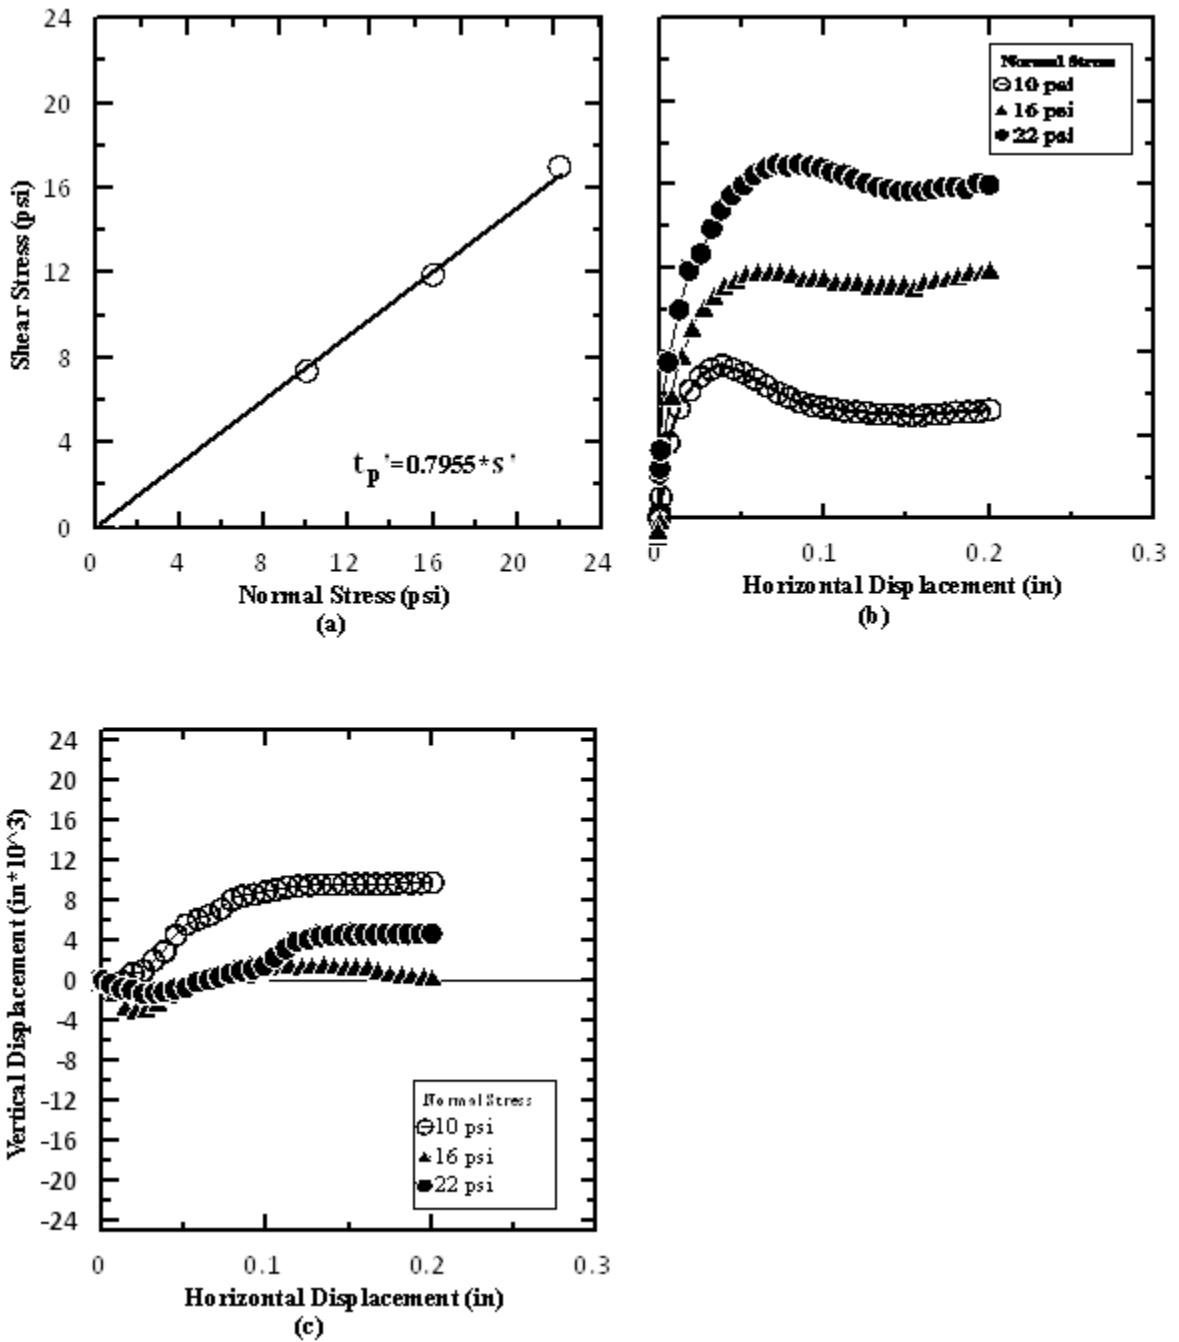 24
20
16
12
8
4
0
Shear Stress (psi)
0 4 8 12 16 20 24
Normal Stress (psi)
(a)
tp'=0.7955*s'
Normal Stress
10 psi
16 psi
22 psi
0 0.1 0.2 0.3
Horizontal Displacement (in)
(b)
24
20
16
12
8
4
0
-4
-8
-12
-16
-20
-24
Vertical Displacement (in*10^3)
Normal Stress
10 psi
16 psi
22 psi
0 0.1 0.2 0.3
Horizontal Displacement (in)
(c)